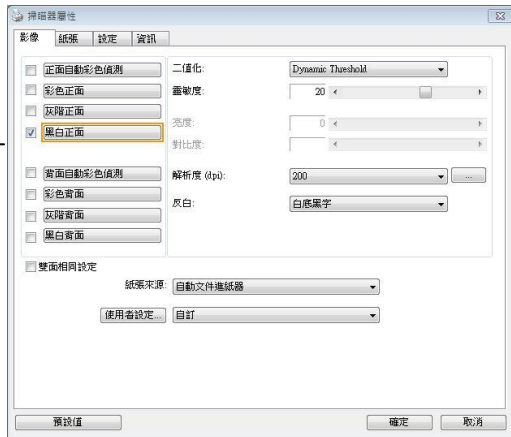 掃瞄器屬性
影像 紙張 設定 資訊
正面自動彩色偵測
彩色正面
灰階正面
黑白正面
背面自動彩色偵測
彩色背面
灰階背面
黑白背面
二值化: Dynamic Threshold
靈敏度: 20
亮度: 0
對比度:
解析度 (dpi): 200 ...
反白: 白底黑字
雙面相同設定
紙張來源: 自動文件進紙器
使用者設定... 自訂
預設值 確定 取消